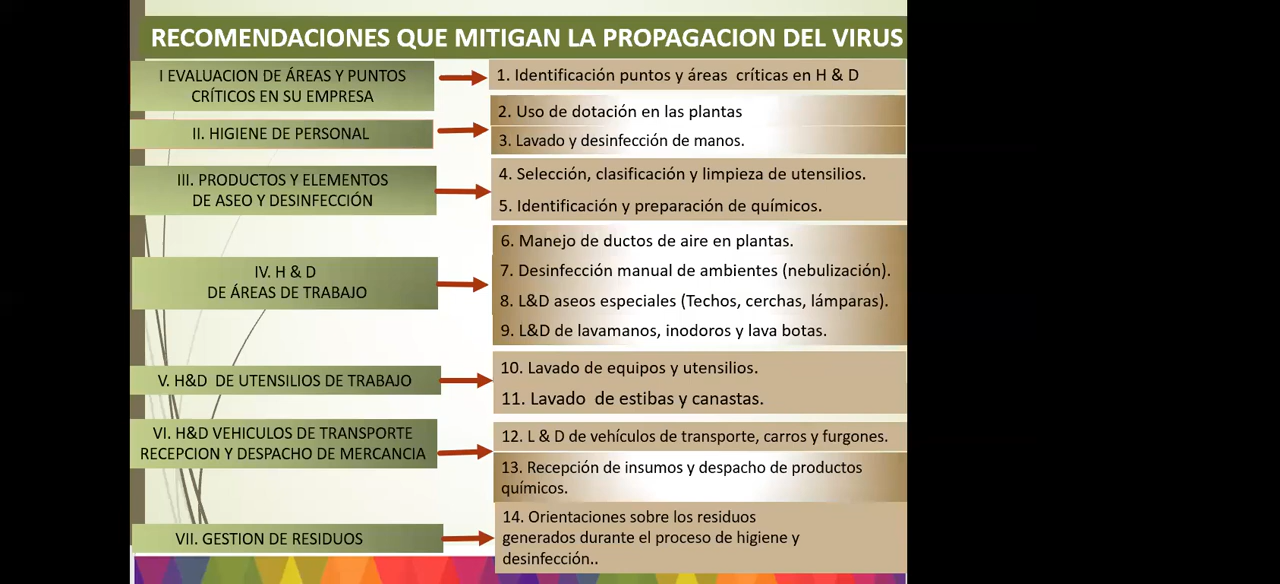 RECOMENDACIONES QUE MITIGAN LA PROPAGACION DEL VIRUS
I EVALUACION DE ÁREAS Y PUNTOS
CRÍTICOS EN SU EMPRESA
1. Identificación puntos y áreas críticas en H & D
II. HIGIENE DE PERSONAL
2. Uso de dotación en las plantas
3. Lavado y desinfección de manos.
III. PRODUCTOS Y ELEMENTOS
DE ASEO Y DESINFECCIÓN
4. Selección, clasificación y limpieza de utensilios.
5. Identificación y preparación de químicos.
IV. H & D
DE ÁREAS DE TRABAJO
6. Manejo de ductos de aire en plantas.
7. Desinfección manual de ambientes (nebulización).
8. L&D aseos especiales (Techos, cerchas, lámparas).
9. L&D de lavamanos, inodoros y lava botas.
V. H&D DE UTENSILIOS DE TRABAJO
10. Lavado de equipos y utensilios.
11. Lavado de estibas y canastas.
VI. H&D VEHICULOS DE TRANSPORTE
RECEPCION Y DESPACHO DE MERCANCIA
12. L & D de vehículos de transporte, carros y furgones.
13. Recepción de insumos y despacho de productos
químicos.
VII. GESTION DE RESIDUOS
14. Orientaciones sobre los residuos
generados durante el proceso de higiene y
desinfección..